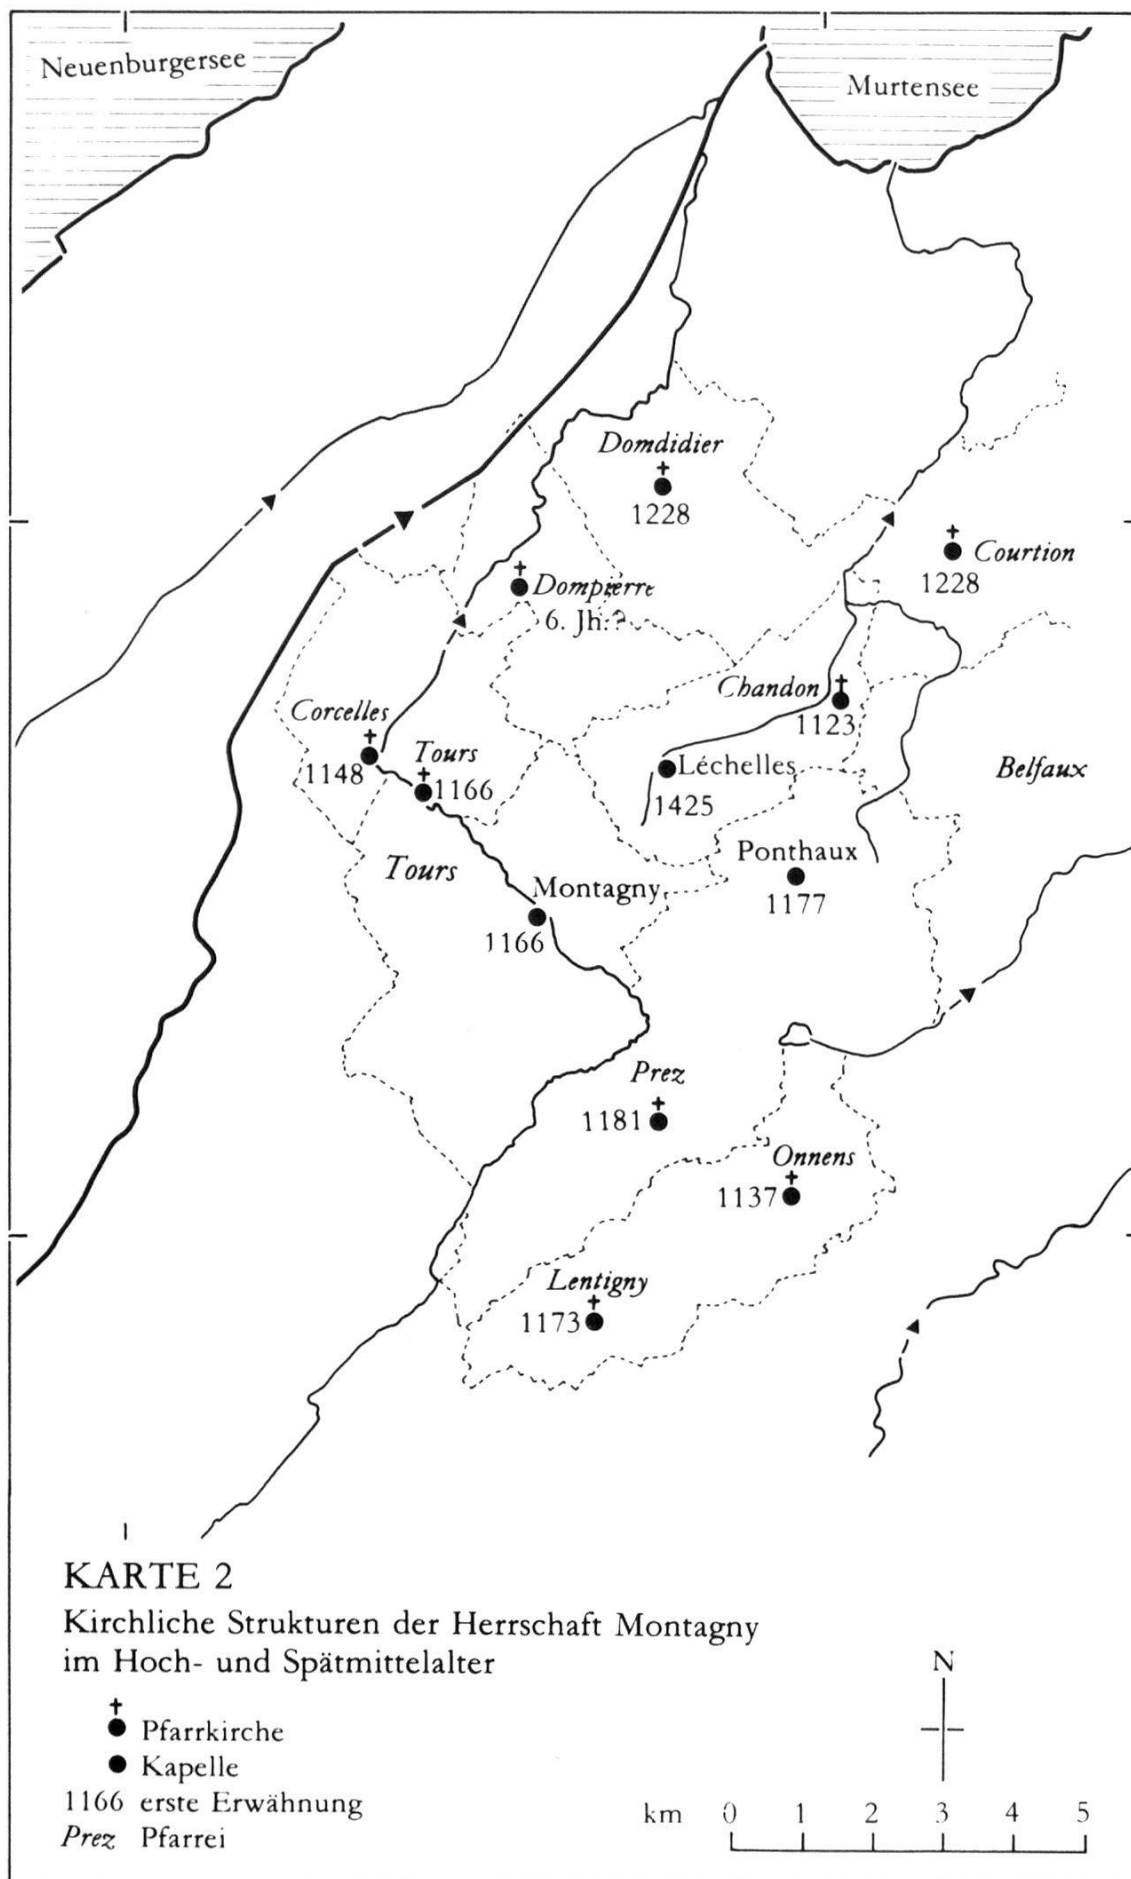 Neuenburgersee
Murtensee
Domdidier
1228
Courtion
1228
Dompierre
6. Jh.?
Chandon
1123
Corcelles
1148
Tours
1166
Léchelles
1425
Belfaux
Tours
Ponthaux
1177
Montagny
1166
Prez
1181
Onnens
1137
Lentigny
1173
KARTE 2
Kirchliche Strukturen der Herrschaft Montagny
im Hoch- und Spätmittelalter
Pfarrkirche
Kapelle
1166 erste Erwähnung
Prez Pfarrei
N
km 0 1 2 3 4 5